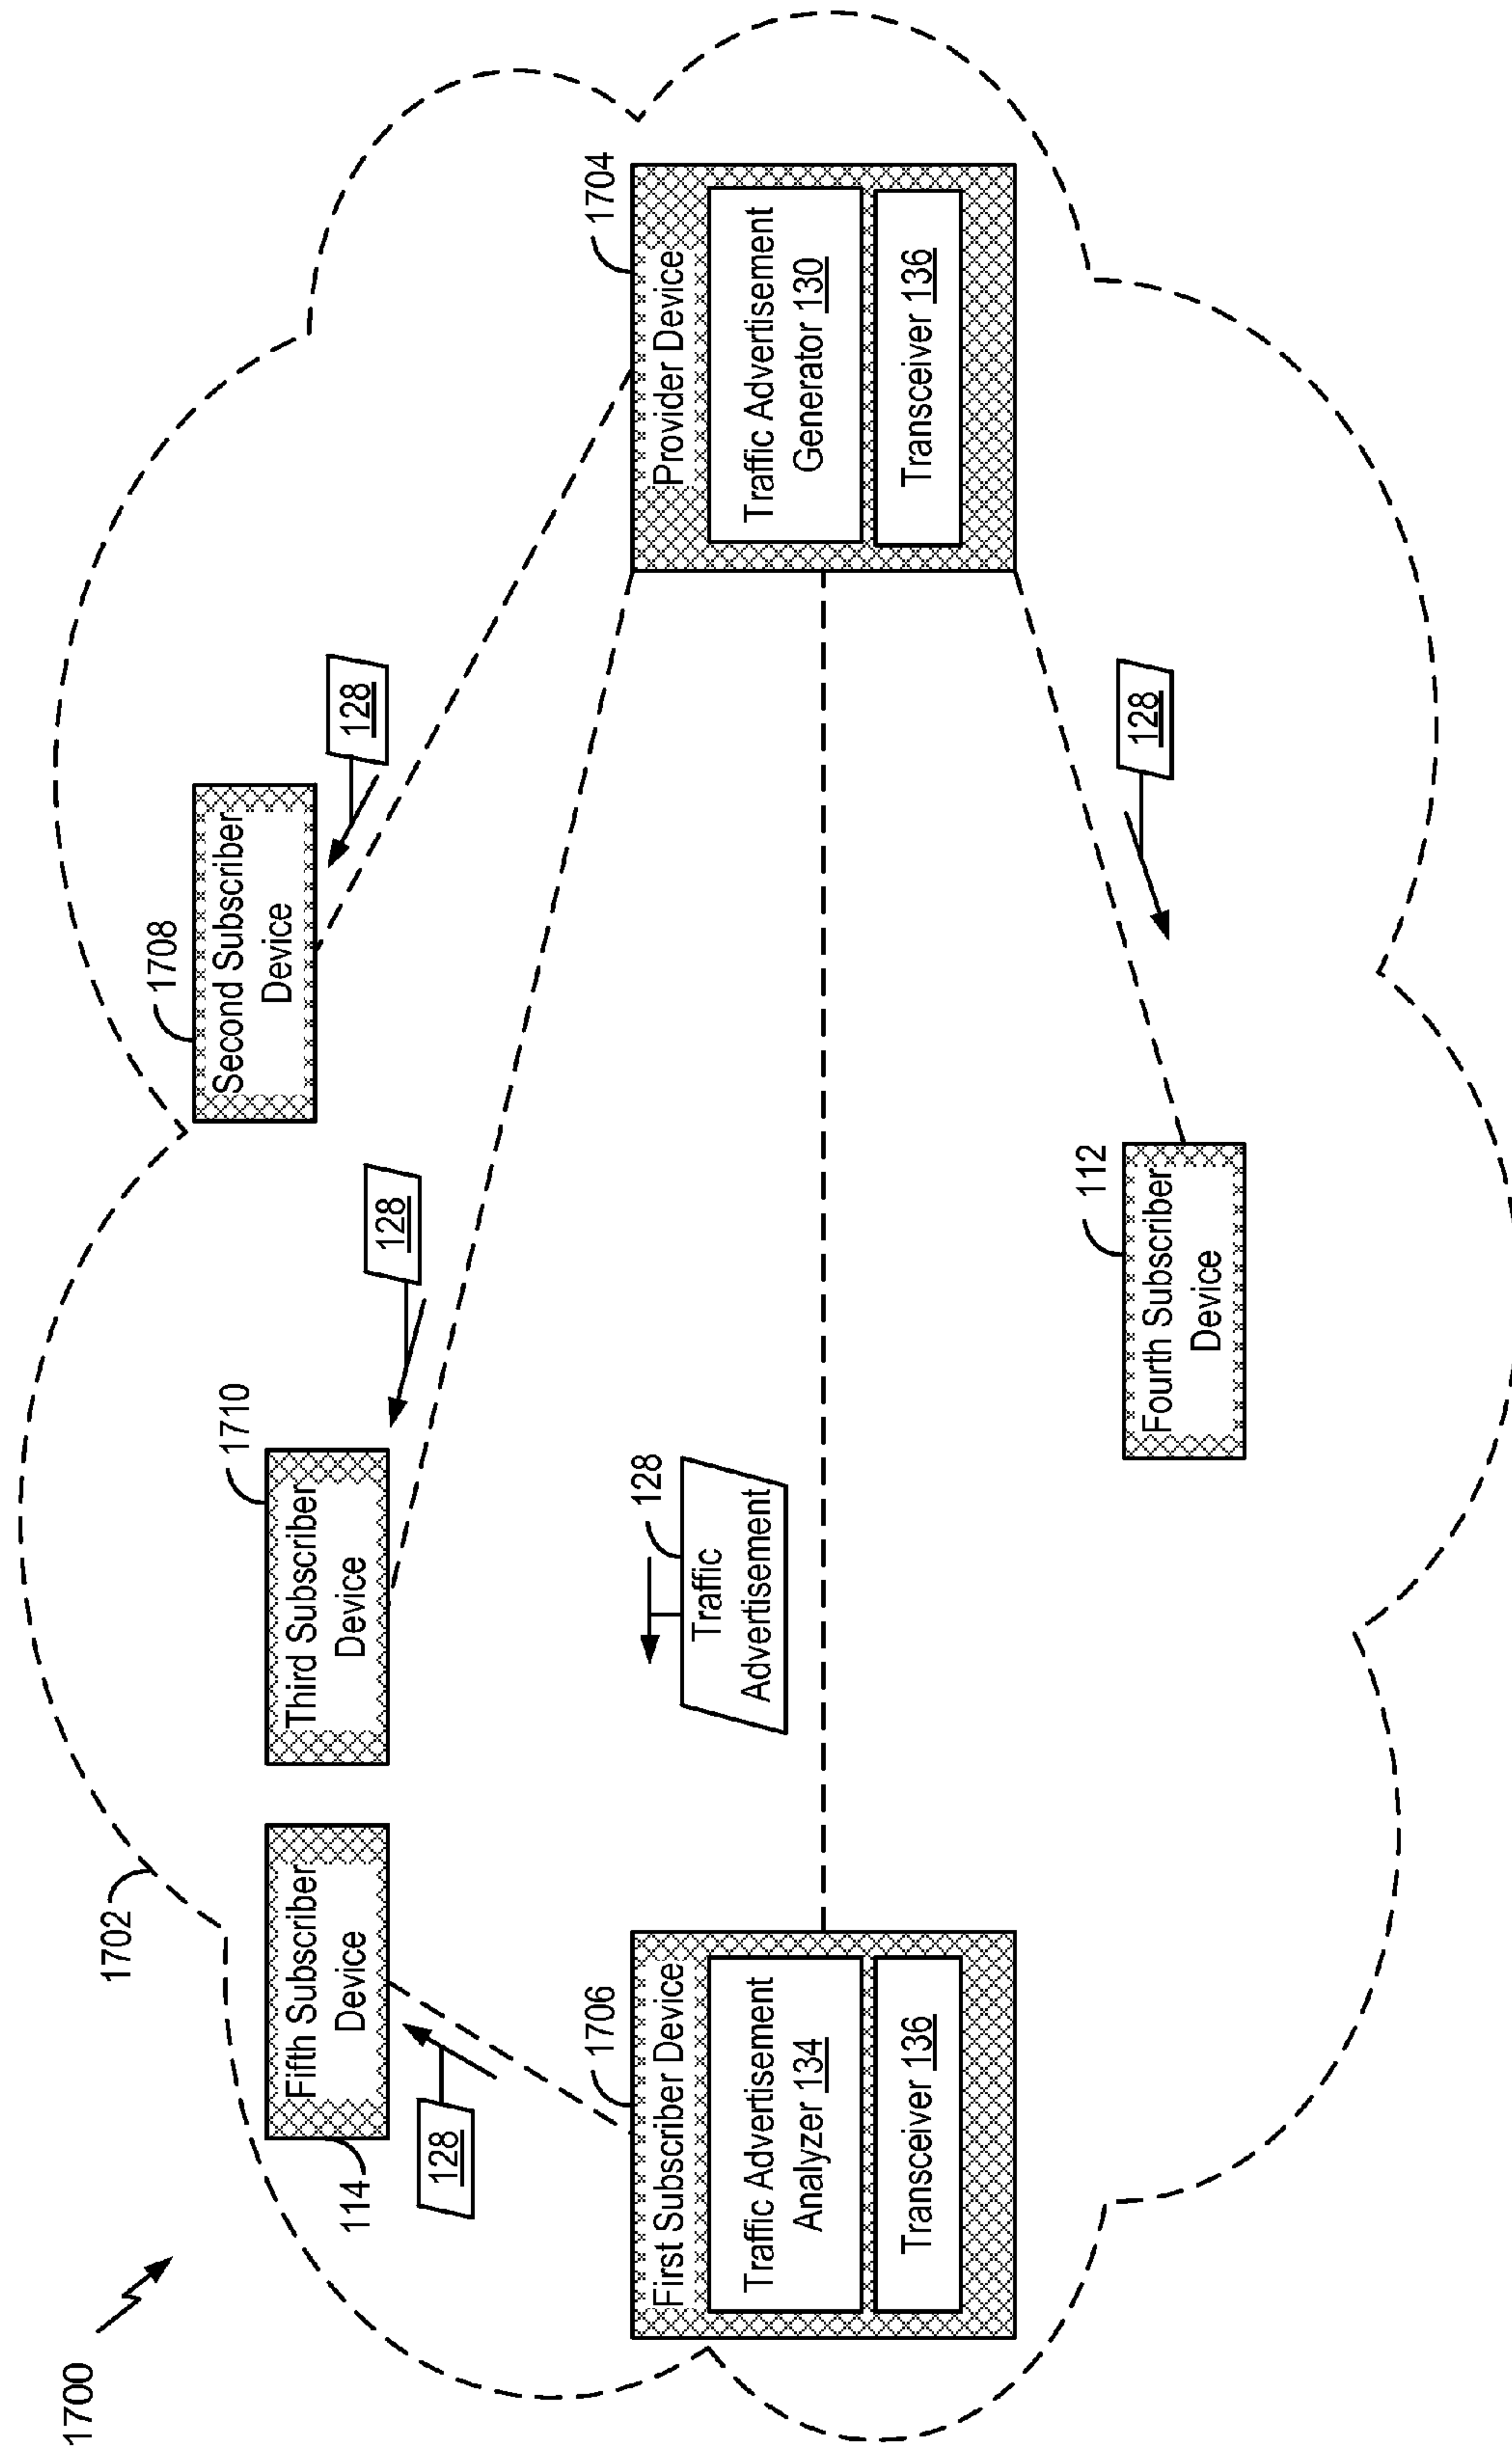 1700
1702
114
Fifth Subscriber
Device
128
1710
Third Subscriber
Device
128
1708
Second Subscriber
Device
128
1706
First Subscriber Device
Traffic Advertisement
Analyzer 134
Transceiver 136
128
Traffic
Advertisement
1704
Provider Device
Traffic Advertisement
Generator 130
Transceiver 136
112
Fourth Subscriber
Device
128